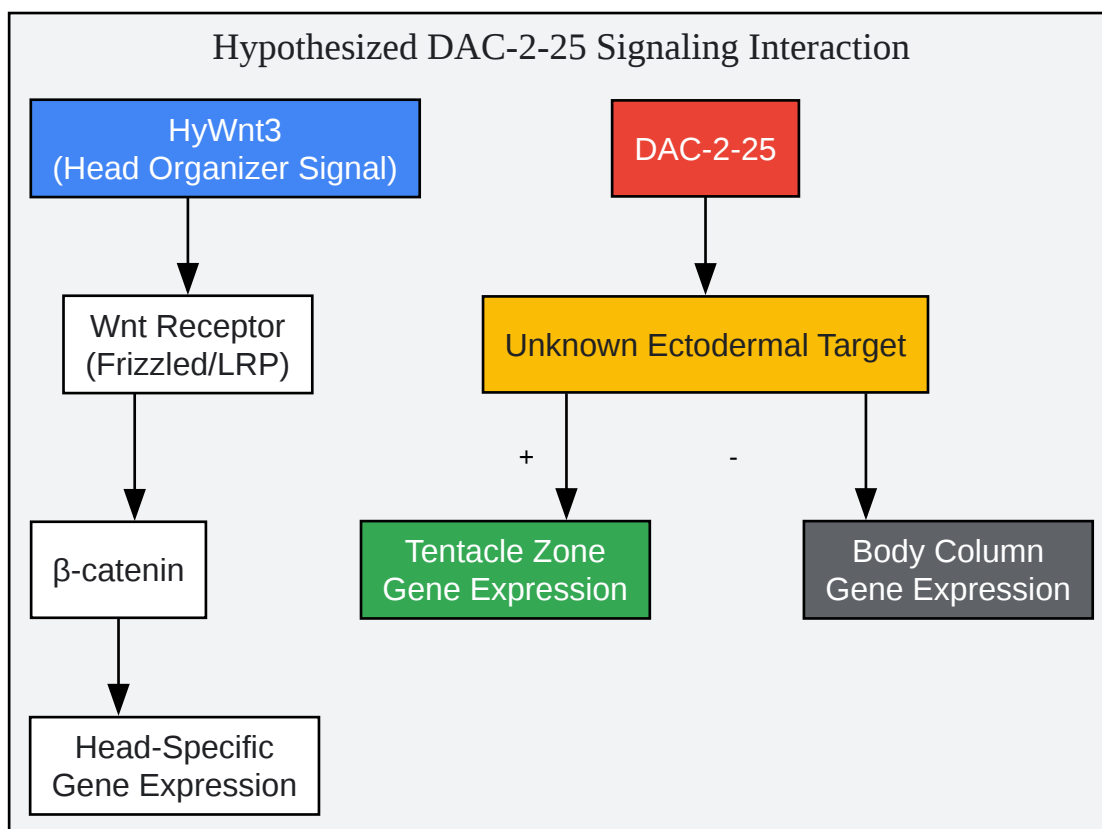 Hypothesized DAC-2-25 Signaling Interaction
HyWnt3
(Head Organizer Signal)
DAC-2-25
Wnt Receptor
(Frizzled/LRP)
Unknown Ectodermal Target
+
-
β-catenin
Tentacle Zone
Gene Expression
Body Column
Gene Expression
Head-Specific
Gene Expression